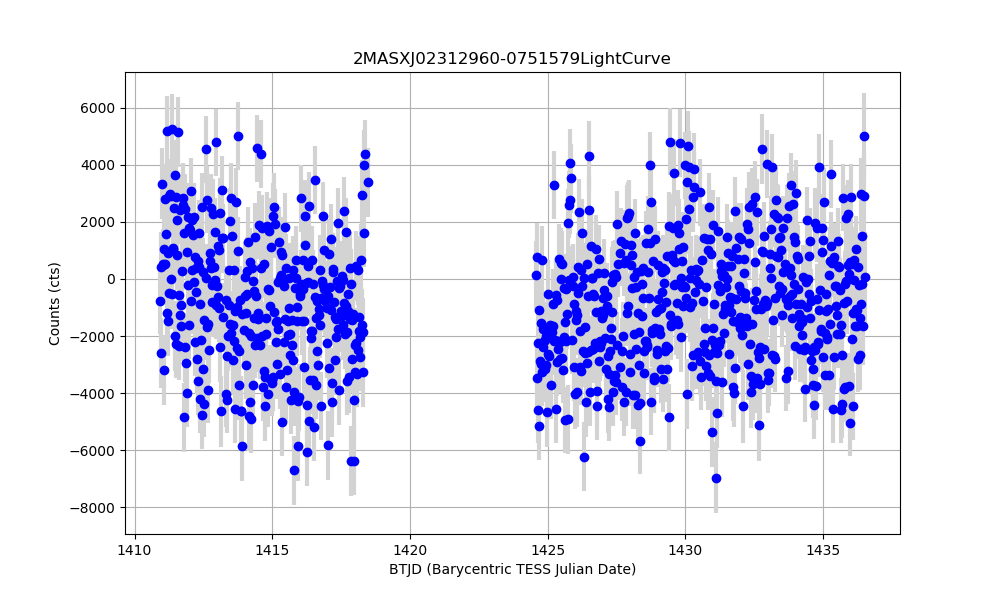 2MASXJ02312960-0751579LightCurve
6000
4000
2000
0
−2000
−4000
−6000
−8000
Counts (cts)
1410 1415 1420 1425 1430 1435
BTJD (Barycentric TESS Julian Date)